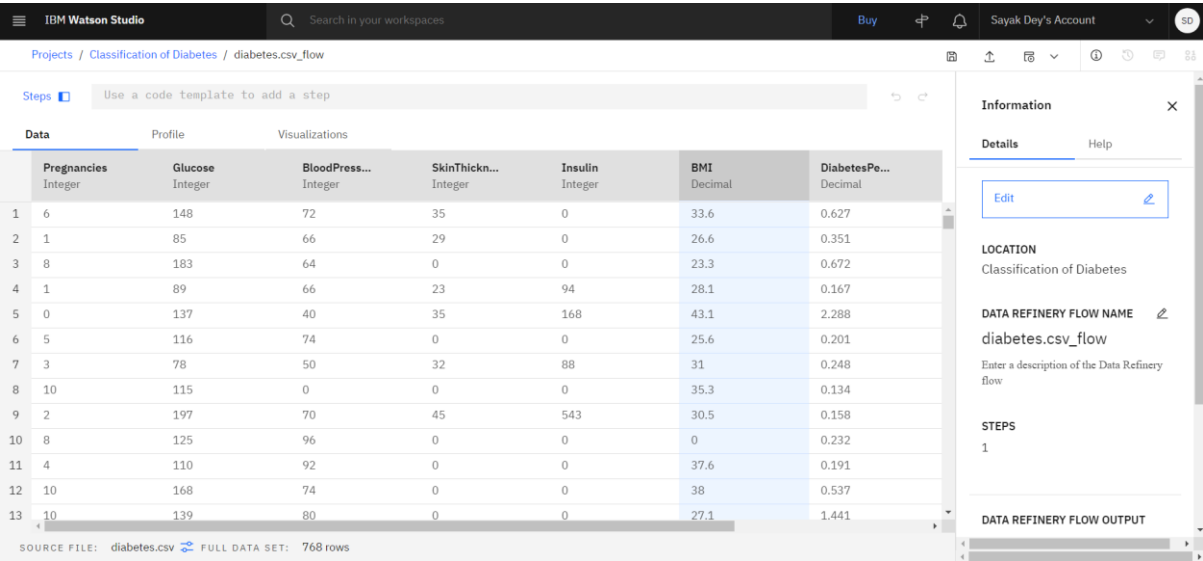 IBM Watson Studio Search in your workspaces Buy Sayak Dey's Account SD
Projects / Classification of Diabetes / diabetes.csv_flow
Steps Use a code template to add a step
Data Profile Visualizations
Pregnancies Glucose BloodPress... SkinThickn... Insulin BMI DiabetesPe...
Integer Integer Integer Integer Integer Decimal Decimal
1 6 148 72 35 0 33.6 0.627
2 1 85 66 29 0 26.6 0.351
3 8 183 64 0 0 23.3 0.672
4 1 89 66 23 94 28.1 0.167
5 0 137 40 35 168 43.1 2.288
6 5 116 74 0 0 25.6 0.201
7 3 78 50 32 88 31 0.248
8 10 115 0 0 0 35.3 0.134
9 2 197 70 45 543 30.5 0.158
10 8 125 96 0 0 0 0.232
11 4 110 92 0 0 37.6 0.191
12 10 168 74 0 0 38 0.537
13 10 139 80 0 0 27.1 1.441
SOURCE FILE: diabetes.csv FULL DATA SET: 768 rows
Information
Details Help
Edit
LOCATION
Classification of Diabetes
DATA REFINERY FLOW NAME
diabetes.csv_flow
Enter a description of the Data Refinery
flow
STEPS
1
DATA REFINERY FLOW OUTPUT